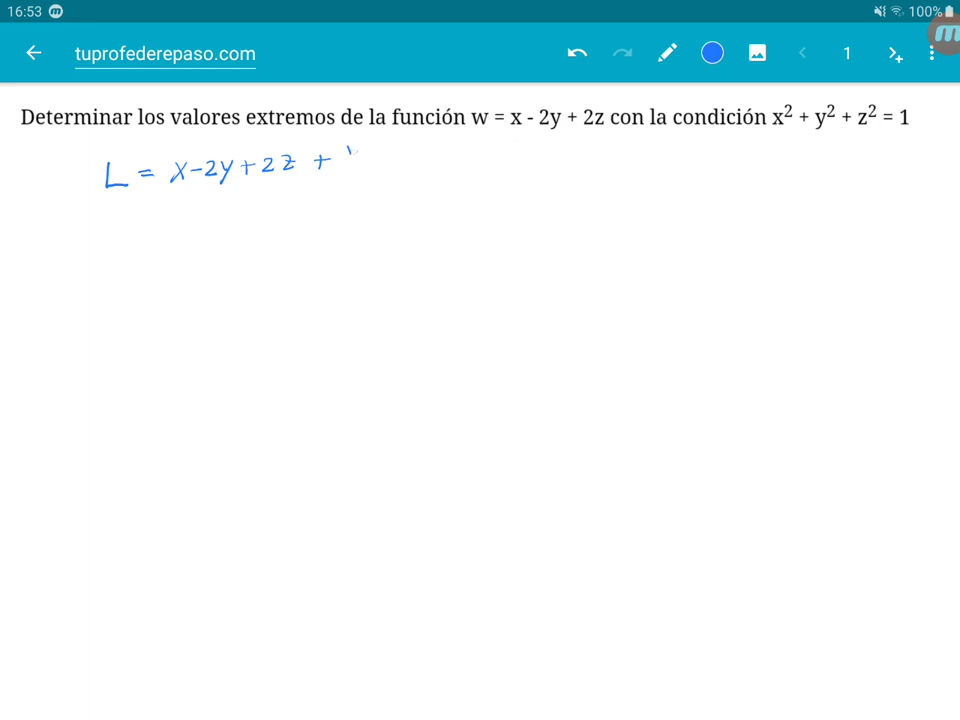 16:53 m 100%
tuprofederepaso.com 1
Determinar los valores extremos de la función w = x - 2y + 2z con la condición x² + y² + z² = 1
L = x-2y+2z +